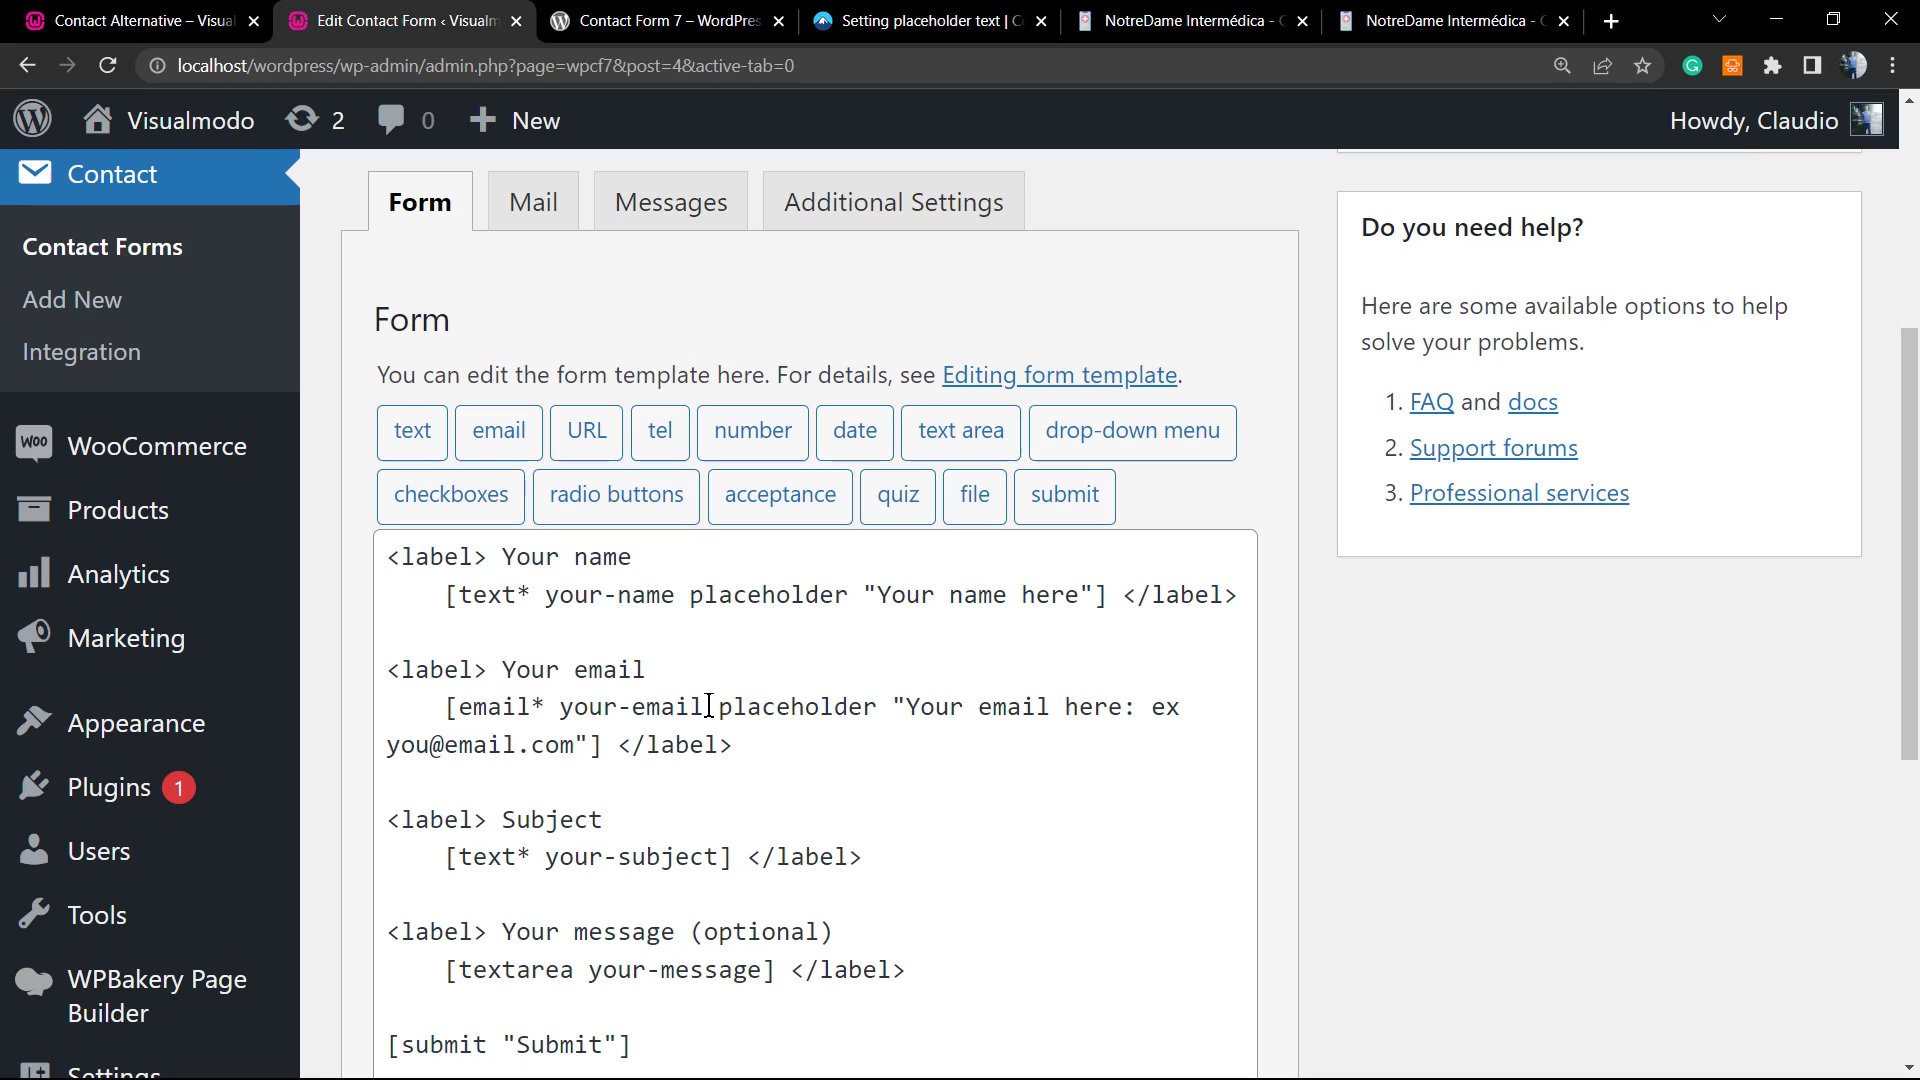 Contact Alternative – Visual
Edit Contact Form ‹ Visualm
Contact Form 7 – WordPres
Setting placeholder text | C
NotreDame Intermédica - C
NotreDame Intermédica - C
localhost/wordpress/wp-admin/admin.php?page=wpcf7&post=4&active-tab=0
Visualmodo
2
0
New
Howdy, Claudio
Contact
Contact Forms
Add New
Integration
WOO
WooCommerce
Products
Analytics
Marketing
Appearance
Plugins 1
Users
Tools
WPBakery Page
Builder
Settings
Form
Mail
Messages
Additional Settings
Form
You can edit the form template here. For details, see Editing form template.
text
email
URL
tel
number
date
text area
drop-down menu
checkboxes
radio buttons
acceptance
quiz
file
submit
<label> Your name
[text* your-name placeholder "Your name here"] </label>
<label> Your email
[email* your-email placeholder "Your email here: ex
you@email.com"] </label>
<label> Subject
[text* your-subject] </label>
<label> Your message (optional)
[textarea your-message] </label>
[submit "Submit"]
Do you need help?
Here are some available options to help
solve your problems.
1. FAQ and docs
2. Support forums
3. Professional services